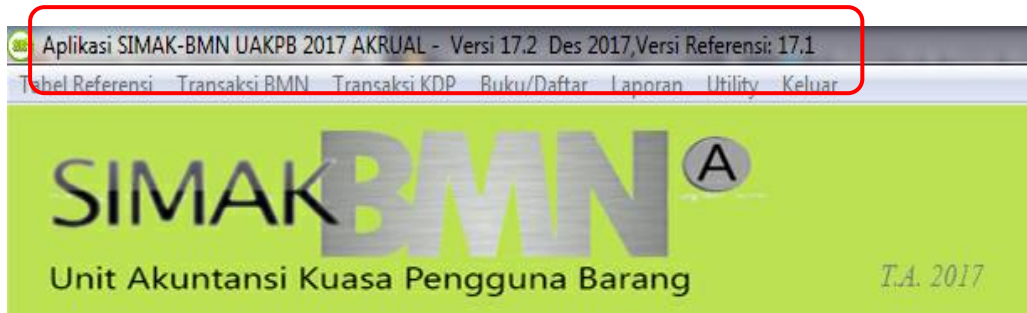 Aplikasi SIMAK-BMN UAKPB 2017 AKRUAL - Versi 17.2 Des 2017,Versi Referensi: 17.1
Tabel Referensi Transaksi BMN Transaksi KDP Buku/Daftar Laporan Utility Keluar
SIMAK BMN A
Unit Akuntansi Kuasa Pengguna Barang
T.A. 2017